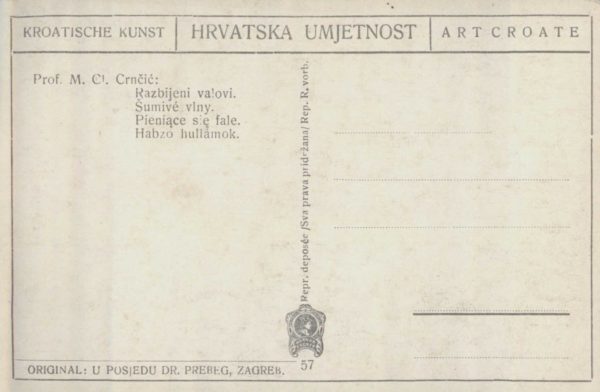 KROATISCHE KUNST
HRVATSKA UMJETNOST
ART CROATE
Prof. M. Cl. Crnčić:
Razbijeni valovi.
Šumivé vlny.
Pieniące się fale.
Habzó hullámok.
Repr. deposée /Sva prava pridržana/ Rep. R. vorb.
57
ORIGINAL: U POSJEDU DR. PREBEG, ZAGREB.